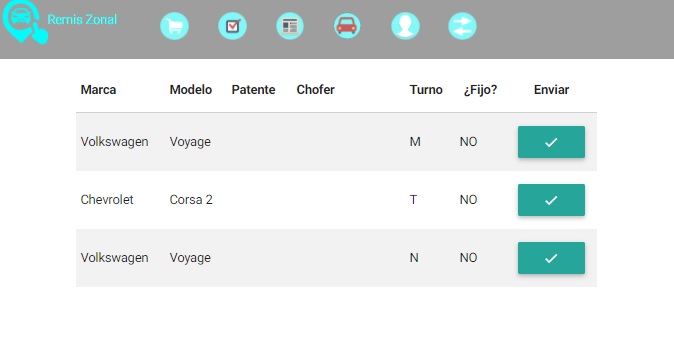 Remis Zonal
Marca Modelo Patente Chofer Turno ¿Fijo? Enviar
Volkswagen Voyage M NO
Chevrolet Corsa 2 T NO
Volkswagen Voyage N NO